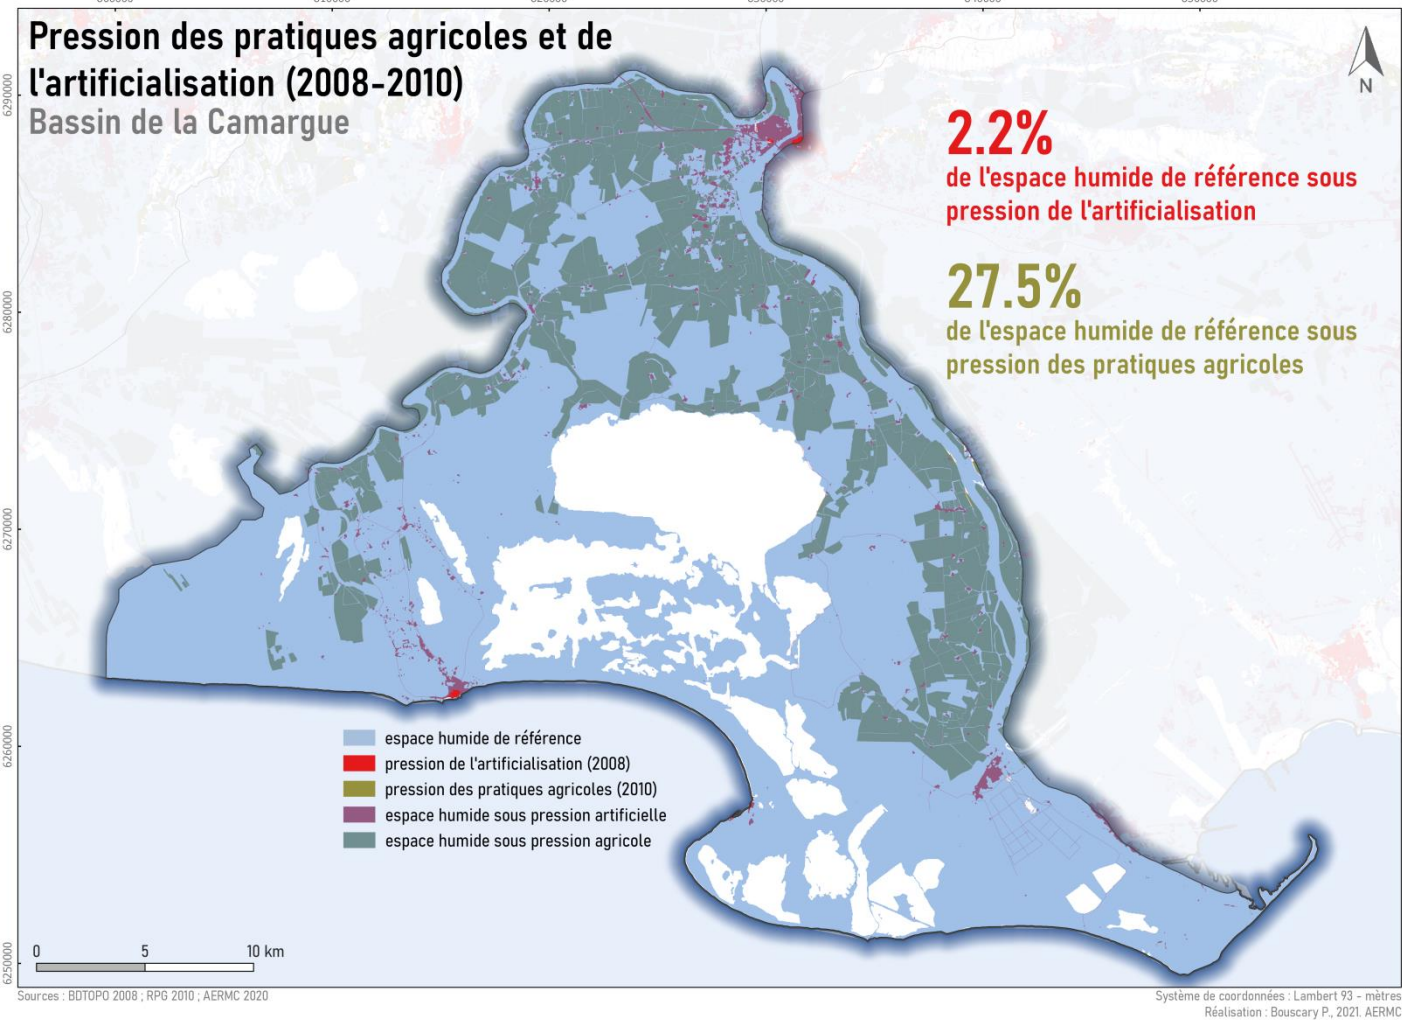 Pression des pratiques agricoles et de
l'artificialisation (2008-2010)
Bassin de la Camargue
N
2.2%
de l'espace humide de référence sous
pression de l'artificialisation
27.5%
de l'espace humide de référence sous
pression des pratiques agricoles
6290000
6280000
6270000
6260000
6250000
espace humide de référence
pression de l'artificialisation (2008)
pression des pratiques agricoles (2010)
espace humide sous pression artificielle
espace humide sous pression agricole
0 5 10 km
Sources : BDTOPO 2008 ; RPG 2010 ; AERMC 2020
Système de coordonnées : Lambert 93 - mètres
Réalisation : Bouscary P., 2021. AERMC